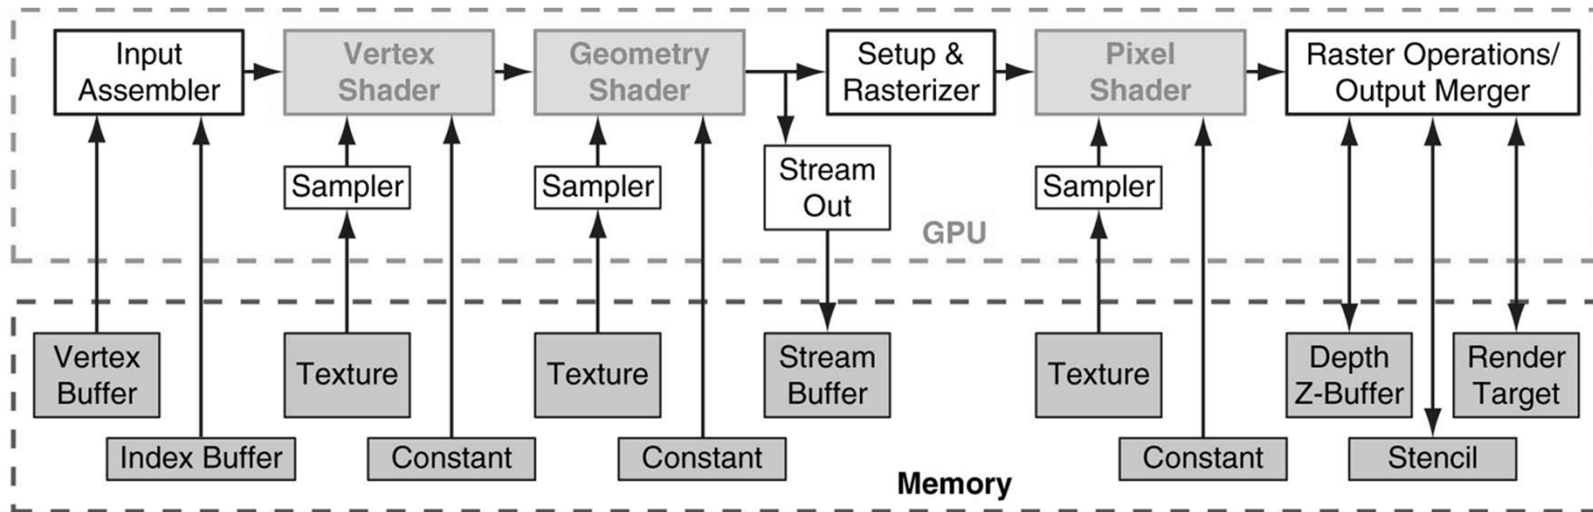 Input
Assembler
Vertex
Shader
Geometry
Shader
Setup &
Rasterizer
Pixel
Shader
Raster Operations/
Output Merger
Sampler
Sampler
Stream
Out
Sampler
GPU
Vertex
Buffer
Texture
Texture
Stream
Buffer
Texture
Depth
Z-Buffer
Render
Target
Index Buffer
Constant
Constant
Constant
Stencil
Memory